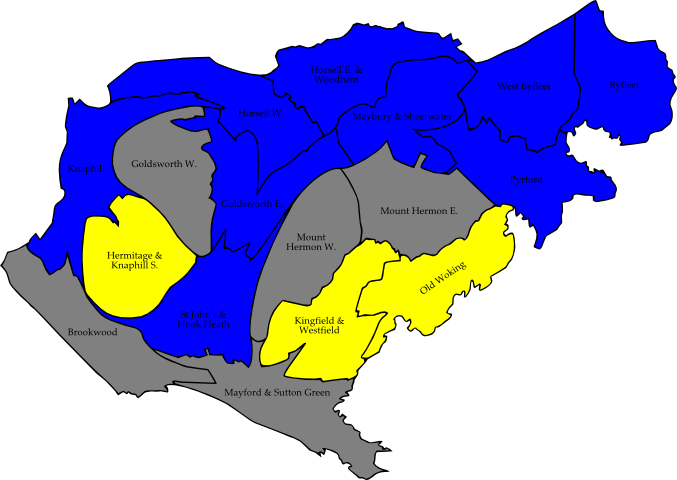 Horsell E. &
Woodham
West Byfleet
Byfleet
Horsell W.
Maybury & Sheerwater
Goldsworth W.
Knaphill
Pyrford
Goldsworth E.
Mount Hermon E.
Mount
Hermon W.
Hermitage &
Knaphill S.
Old Woking
St John's &
Hook Heath
Kingfield &
Westfield
Brookwood
Mayford & Sutton Green